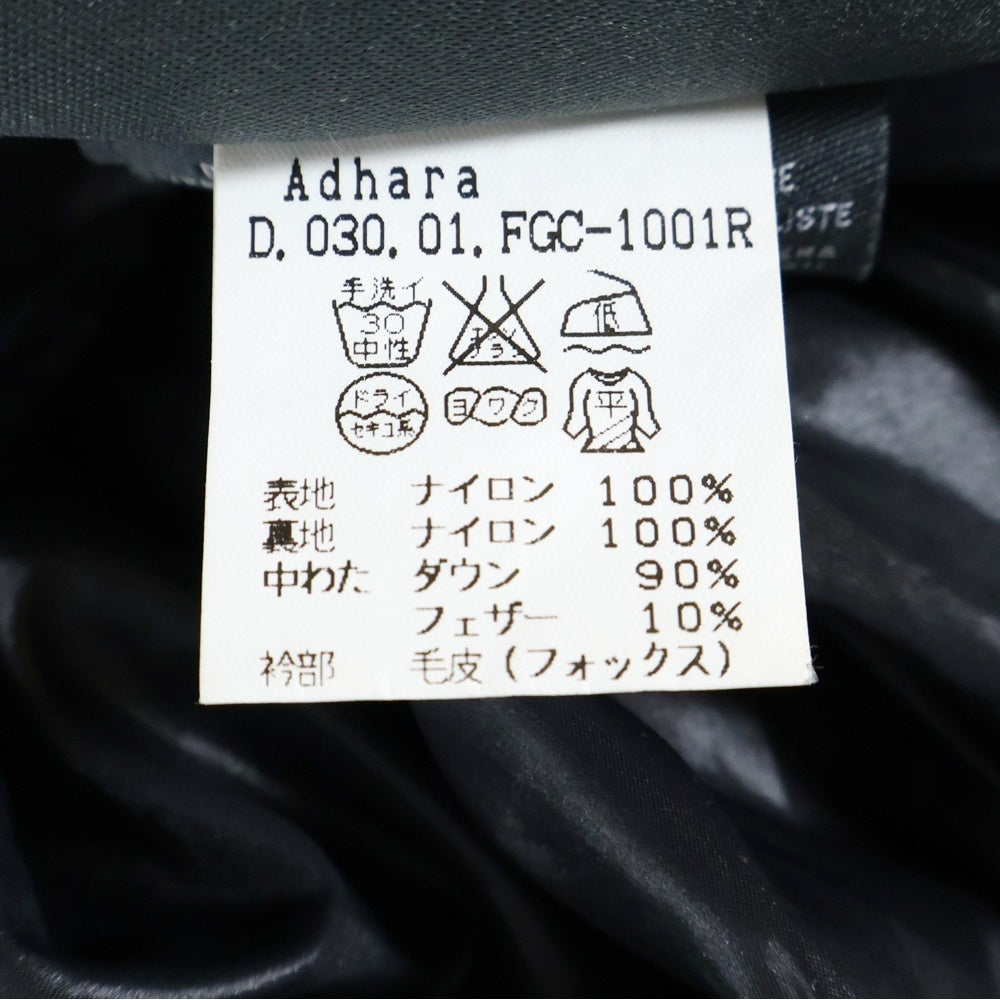 Adhara
D.030.01.FGC-1001R
手洗イ
30
中性
低
ドライ
セキユ系
ヨワク
平
表地 ナイロン 100%
裏地 ナイロン 100%
中わた ダウン 90%
フェザー 10%
衿部 毛皮(フォックス)